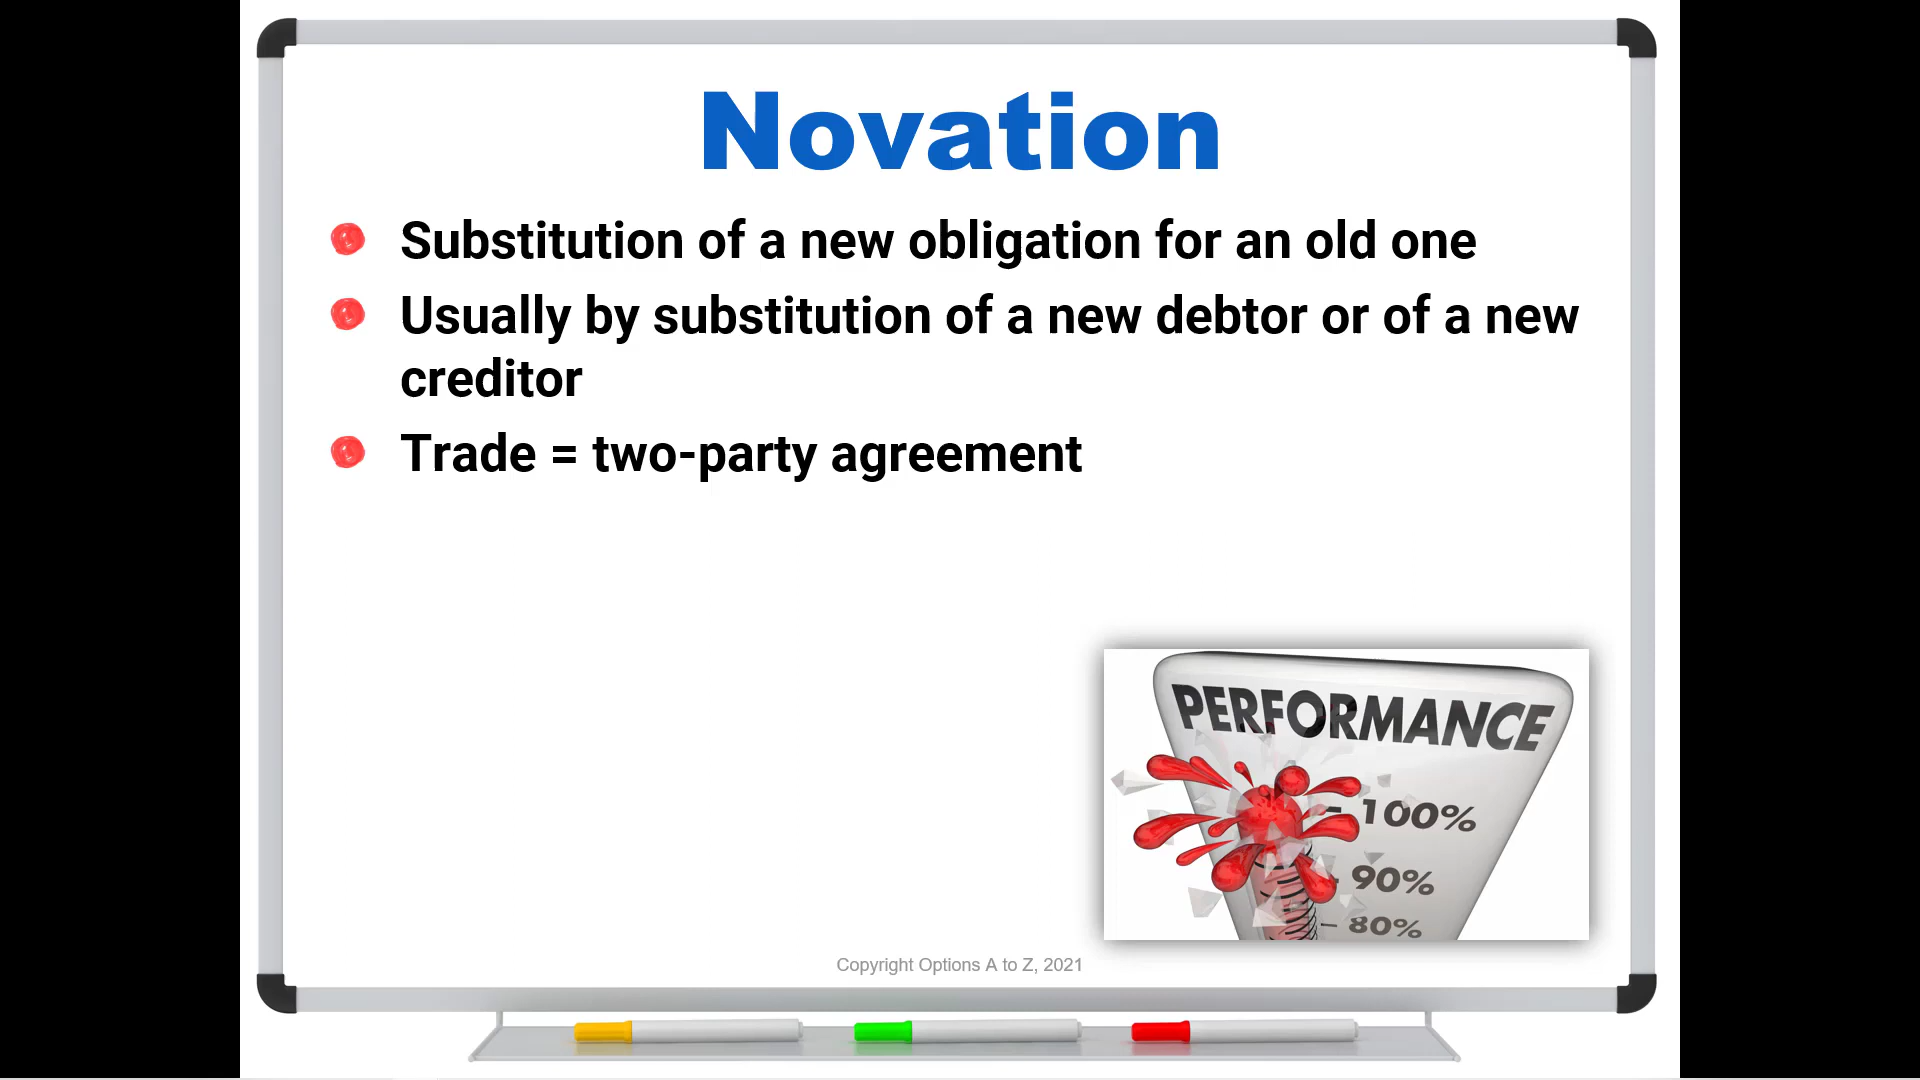 Novation
Substitution of a new obligation for an old one
Usually by substitution of a new debtor or of a new
creditor
Trade = two-party agreement
PERFORMANCE
100%
90%
80%
Copyright Options A to Z, 2021